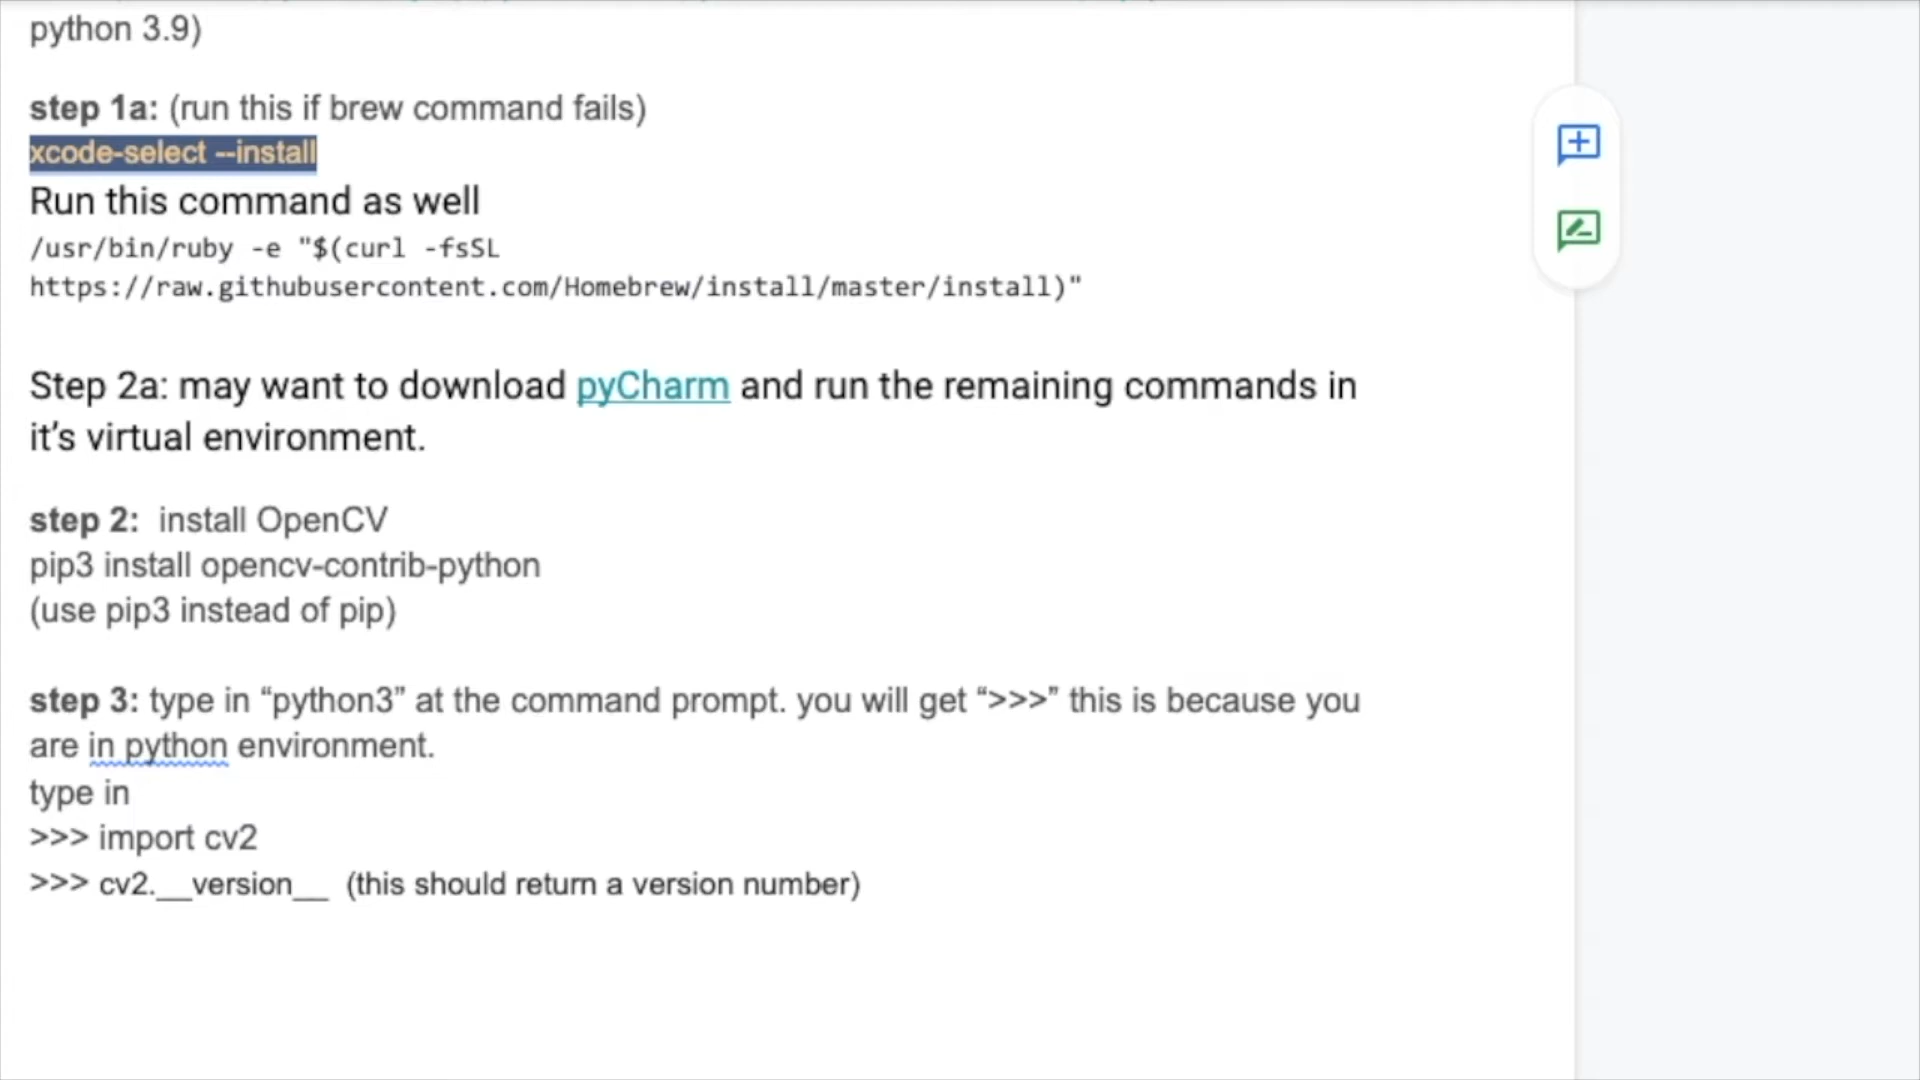 python 3.9)
step 1a: (run this if brew command fails)
xcode-select --install
Run this command as well
/usr/bin/ruby -e "$(curl -fsSL
https://raw.githubusercontent.com/Homebrew/install/master/install)"
Step 2a: may want to download pyCharm and run the remaining commands in
it’s virtual environment.
step 2:  install OpenCV
pip3 install opencv-contrib-python
(use pip3 instead of pip)
step 3: type in “python3” at the command prompt. you will get “>>>” this is because you
are in python environment.
type in
>>> import cv2
>>> cv2.__version__  (this should return a version number)